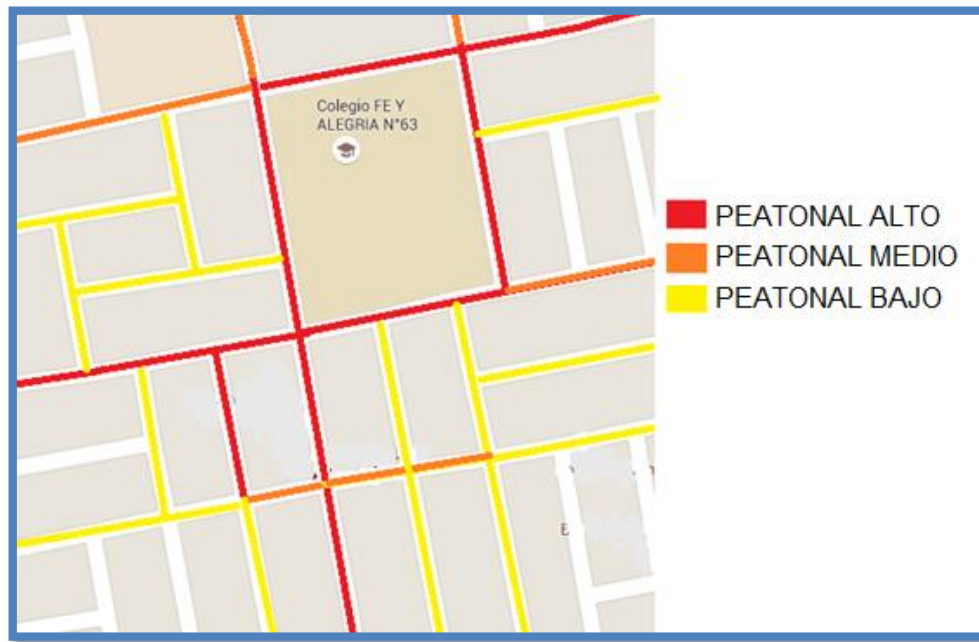 Colegio FE Y
ALEGRIA N°63
PEATONAL ALTO
PEATONAL MEDIO
PEATONAL BAJO